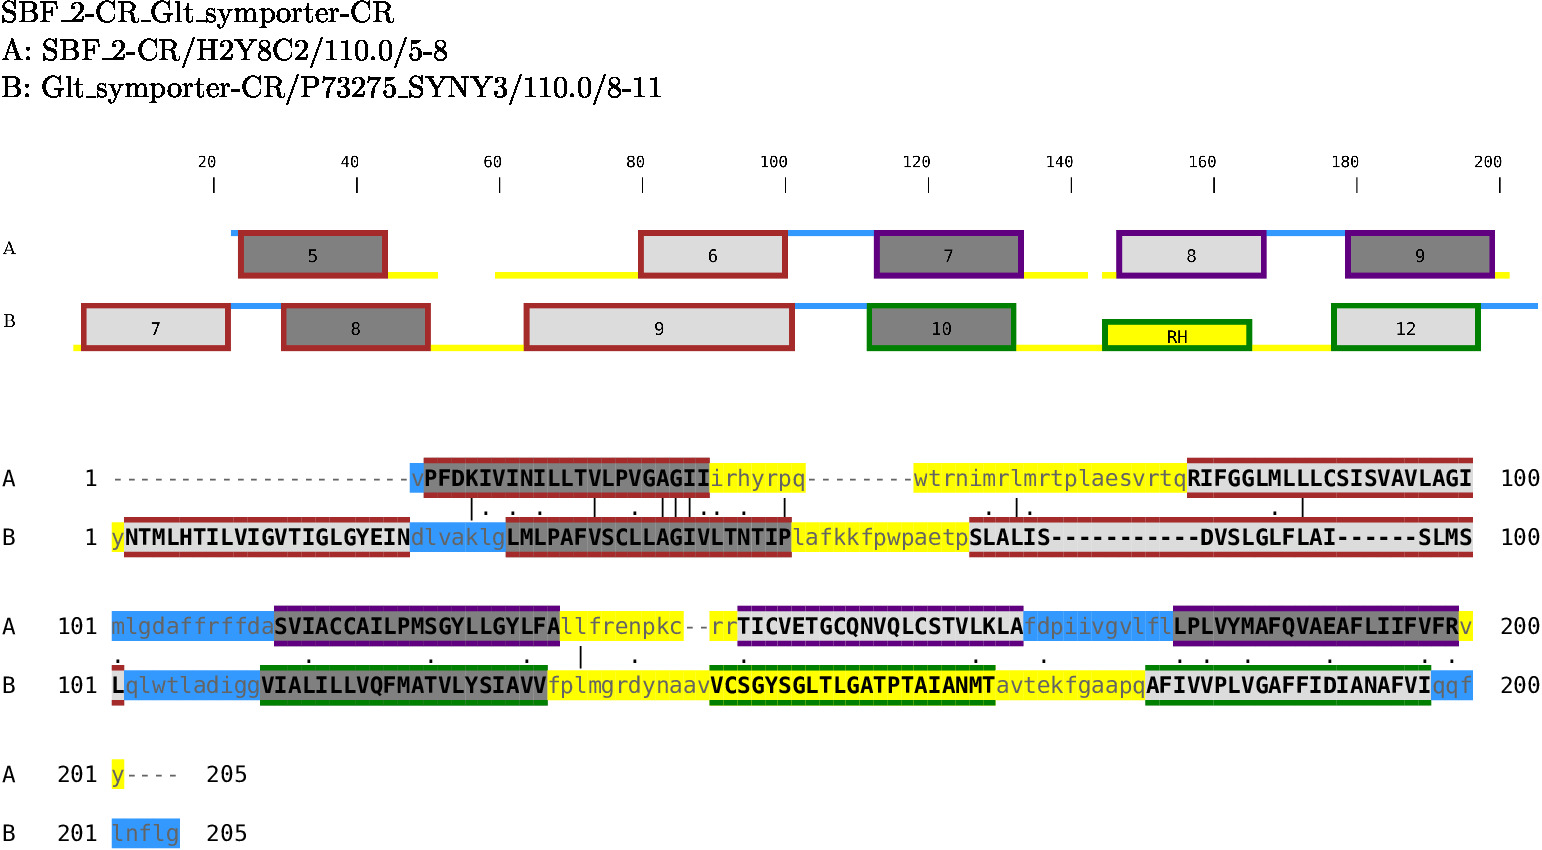 SBF_2-CR_Glt_symporter-CR
A: SBF_2-CR/H2Y8C2/110.0/5-8
B: Glt_symporter-CR/P73275_SYNY3/110.0/8-11
20 40 60 80 100 120 140 160 180 200
A 5 6 7 8 9
B 7 8 9 10 RH 12
A 1 ----------------------vPFDKIVINILLTVLPVGAGIIirhyrpq--------wtrnimrlmrtplaesvrtqRIFGGLMLLLCSISVAVLAGI 100
B 1 yNTMLHTILVIGVTIGLGYEINdlvaklgLMLPAFVSCLLAGIVLTNTIPlafkkfpwpaetpSLALIS-----------DVSLGLFLAI------SLMS 100
A 101 mlgdaffrffdaSVIACCAILPMSGYLLGYLFAllfrenpkc--rrTICVETGCQNVQLCSTVLKLAfdpiivgvlflLPLVYMAFQVAEAFLIIFVFRv 200
B 101 LqlwtladiggVIALILLVQFMATVLYSIAVVfplmgrdynaavVCSGYSGLTLGATPTAIANMTavtekfgaapqAFIVVPLVGAFFIDIANAFVIqqf 200
A 201 y---- 205
B 201 lnflg 205